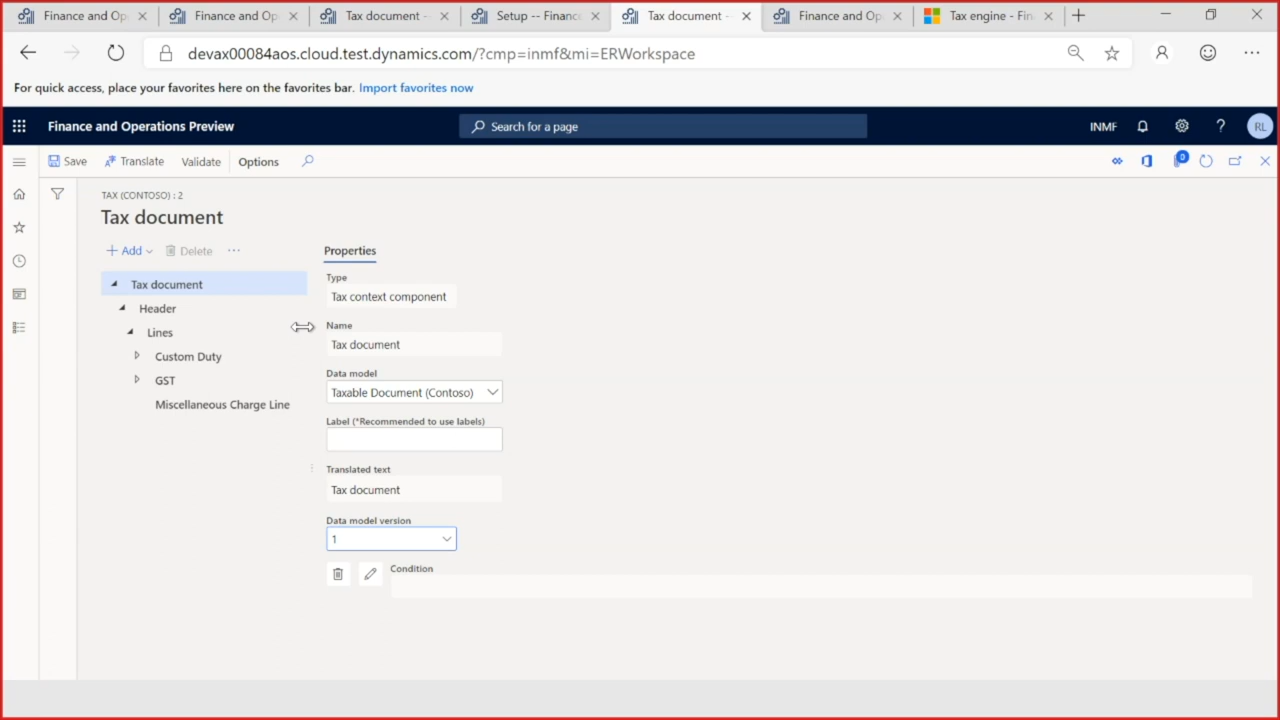 Finance and Op
Finance and Op
Tax document -
Setup -- Financ
Tax document --
Finance and Op
Tax engine - Fin
devax00084aos.cloud.test.dynamics.com/?cmp=inmf&mi=ERWorkspace
For quick access, place your favorites here on the favorites bar. Import favorites now
Finance and Operations Preview
Search for a page
INMF
?
RL
Save
Translate
Validate
Options
0
TAX (CONTOSO) : 2
Tax document
+ Add
Delete
...
Tax document
Header
Lines
Custom Duty
GST
Miscellaneous Charge Line
Properties
Type
Tax context component
Name
Tax document
Data model
Taxable Document (Contoso)
Label (*Recommended to use labels)
Translated text
Tax document
Data model version
1
Condition